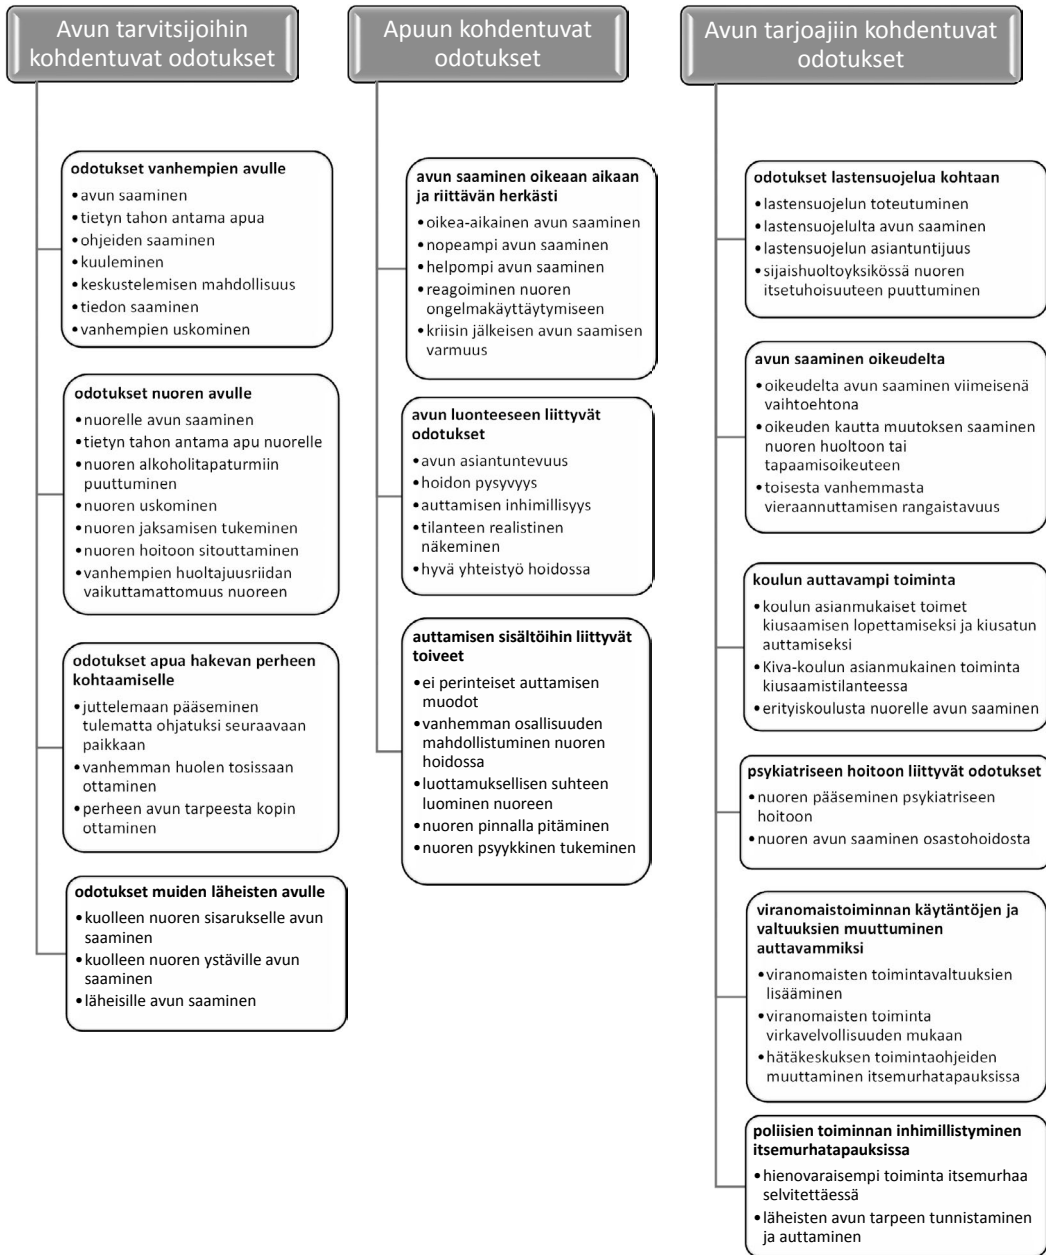 Avun tarvitsijoihin
kohdentuvat odotukset
odotukset vanhempien avulle
•avun saaminen
•tietyn tahon antama apua
•ohjeiden saaminen
•kuuleminen
•keskustelemisen mahdollisuus
•tiedon saaminen
•vanhempien uskominen
odotukset nuoren avulle
•nuorelle avun saaminen
•tietyn tahon antama apu nuorelle
•nuoren alkoholitapaturmiin
puuttuminen
•nuoren uskominen
•nuoren jaksamisen tukeminen
•nuoren hoitoon sitouttaminen
•vanhempien huoltajuusriidan
vaikuttamattomuus nuoreen
odotukset apua hakevan perheen
kohtaamiselle
•juttelemaan pääseminen
tulematta ohjatuksi seuraavaan
paikkaan
•vanhemman huolen tosissaan
ottaminen
•perheen avun tarpeesta kopin
ottaminen
odotukset muiden läheisten avulle
•kuolleen nuoren sisarukselle avun
saaminen
•kuolleen nuoren ystäville avun
saaminen
•läheisille avun saaminen
Apuun kohdentuvat
odotukset
avun saaminen oikeaan aikaan
ja riittävän herkästi
•oikea-aikainen avun saaminen
•nopeampi avun saaminen
•helpompi avun saaminen
•reagoiminen nuoren
ongelmakäyttäytymiseen
•kriisin jälkeisen avun saamisen
varmuus
avun luonteeseen liittyvät
odotukset
•avun asiantuntevuus
•hoidon pysyvyys
•auttamisen inhimillisyys
•tilanteen realistinen
näkeminen
•hyvä yhteistyö hoidossa
auttamisen sisältöihin liittyvät
toiveet
•ei perinteiset auttamisen
muodot
•vanhemman osallisuuden
mahdollistuminen nuoren
hoidossa
•luottamuksellisen suhteen
luominen nuoreen
•nuoren pinnalla pitäminen
•nuoren psyykkinen tukeminen
Avun tarjoajiin kohdentuvat
odotukset
odotukset lastensuojelua kohtaan
•lastensuojelun toteutuminen
•lastensuojelulta avun saaminen
•lastensuojelun asiantuntijuus
•sijaishuoltoyksikössä nuoren
itsetuhoisuuteen puuttuminen
avun saaminen oikeudelta
•oikeudelta avun saaminen viimeisenä
vaihtoehtona
•oikeuden kautta muutoksen saaminen
nuoren huoltoon tai
tapaamisoikeuteen
•toisesta vanhemmasta
vieraannuttamisen rangaistavuus
koulun auttavampi toiminta
•koulun asianmukaiset toimet
kiusaamisen lopettamiseksi ja kiusatun
auttamiseksi
•Kiva-koulun asianmukainen toiminta
kiusaamistilanteessa
•erityiskoulusta nuorelle avun saaminen
psykiatriseen hoitoon liittyvät odotukset
•nuoren pääseminen psykiatriseen
hoitoon
•nuoren avun saaminen osastohoidosta
viranomaistoiminnan käytäntöjen ja
valtuuksien muuttuminen
auttavammiksi
•viranomaisten toimintavaltuuksien
lisääminen
•viranomaisten toiminta
virkavelvollisuuden mukaan
•hätäkeskuksen toimintaohjeiden
muuttaminen itsemurhatapauksissa
poliisien toiminnan inhimillistyminen
itsemurhatapauksissa
•hienovaraisempi toiminta itsemurhaa
selvitettäessä
•läheisten avun tarpeen tunnistaminen
ja auttaminen